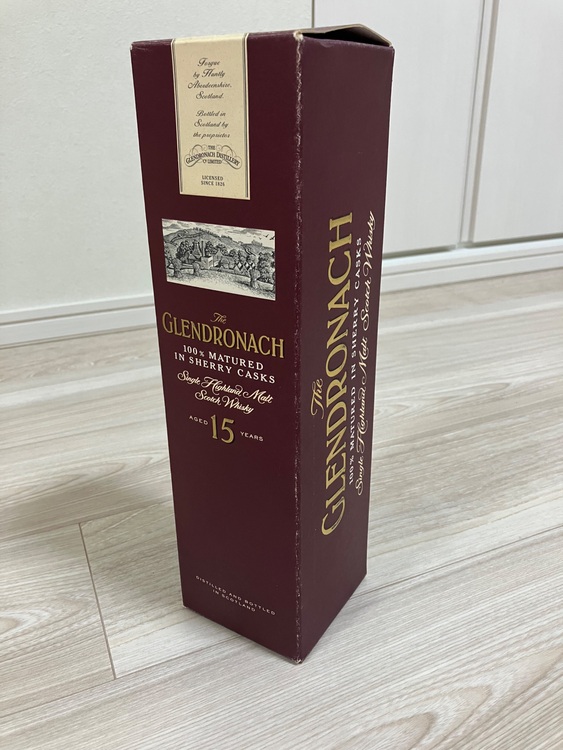 Forgue
by Huntly
Aberdeenshire,
Scotland.
Bottled in
Scotland by
the proprietor
THE
GLENDRONACH DISTILLERY
Cº LIMITED
LICENSED
SINCE 1826
The
GLENDRONACH
100% MATURED
IN SHERRY CASKS
Single Highland Malt
Scotch Whisky
AGED 15 YEARS
DISTILLED AND BOTTLED
IN SCOTLAND
The
GLENDRONACH
100% MATURED IN SHERRY CASKS
Single Highland Malt Scotch Whisky